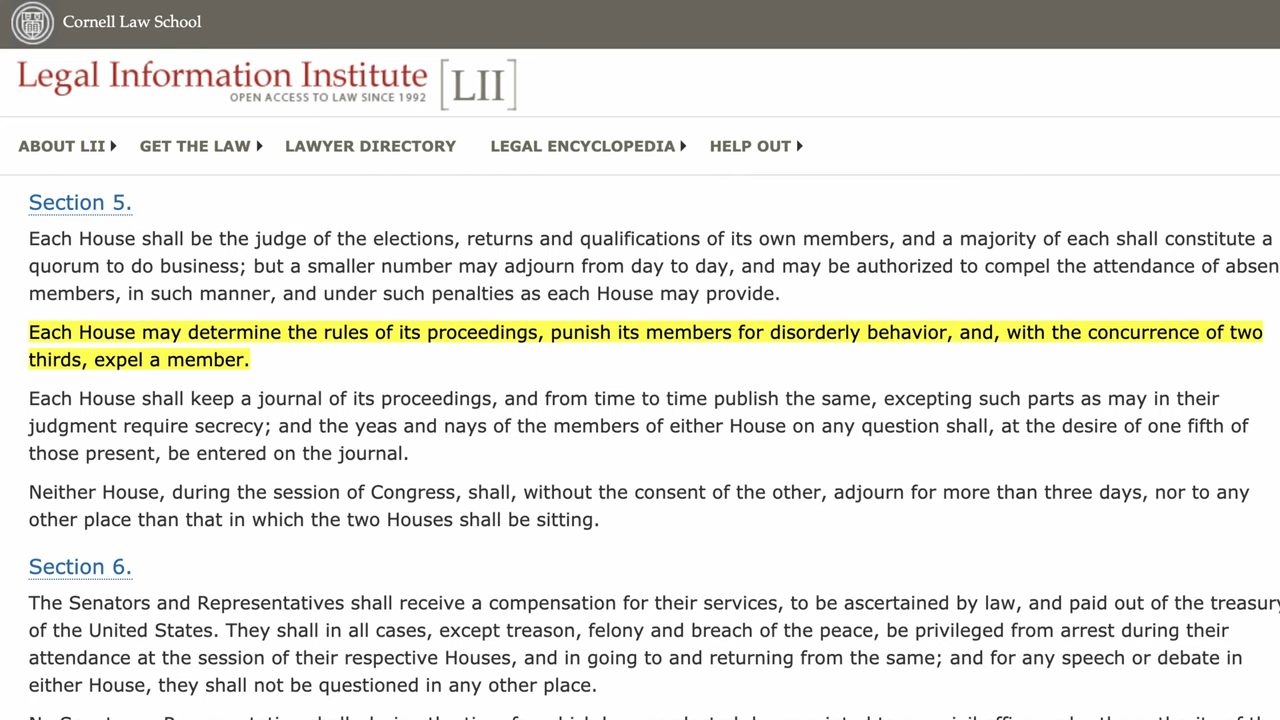 Cornell Law School
Legal Information Institute [LII]
OPEN ACCESS TO LAW SINCE 1992
ABOUT LII GET THE LAW LAWYER DIRECTORY LEGAL ENCYCLOPEDIA HELP OUT
Section 5.
Each House shall be the judge of the elections, returns and qualifications of its own members, and a majority of each shall constitute a
quorum to do business; but a smaller number may adjourn from day to day, and may be authorized to compel the attendance of absen
members, in such manner, and under such penalties as each House may provide.
Each House may determine the rules of its proceedings, punish its members for disorderly behavior, and, with the concurrence of two
thirds, expel a member.
Each House shall keep a journal of its proceedings, and from time to time publish the same, excepting such parts as may in their
judgment require secrecy; and the yeas and nays of the members of either House on any question shall, at the desire of one fifth of
those present, be entered on the journal.
Neither House, during the session of Congress, shall, without the consent of the other, adjourn for more than three days, nor to any
other place than that in which the two Houses shall be sitting.
Section 6.
The Senators and Representatives shall receive a compensation for their services, to be ascertained by law, and paid out of the treasury
of the United States. They shall in all cases, except treason, felony and breach of the peace, be privileged from arrest during their
attendance at the session of their respective Houses, and in going to and returning from the same; and for any speech or debate in
either House, they shall not be questioned in any other place.